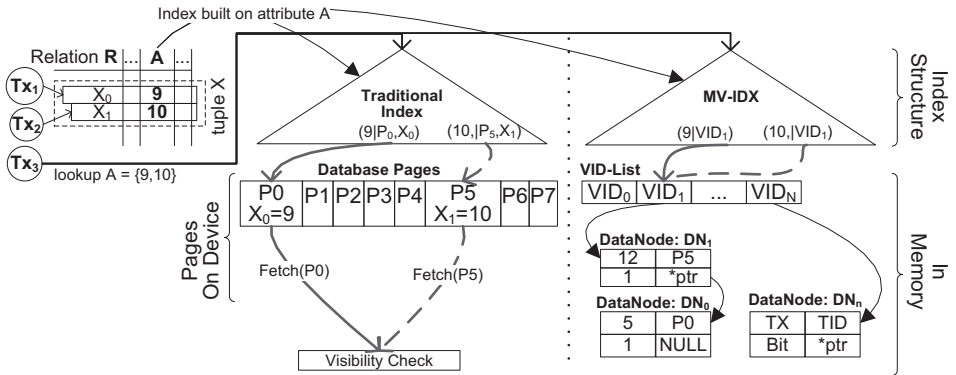 Index built on attribute A
Relation R ... A ...
Tx1
X0 9
Tx2
X1 10
tuple X
Tx3
lookup A = {9,10}
Traditional
Index
(9|P0,X0) (10,|P5,X1)
MV-IDX
(9|VID1) (10,|VID1)
Index
Structure
Database Pages
P0 P1 P2 P3 P4 P5 P6 P7
X0=9 X1=10
Pages
On Device
Fetch(P0) Fetch(P5)
Visibility Check
VID-List
VID0 VID1 ... VIDN
DataNode: DN1
12 P5
1 *ptr
DataNode: DN0
5 P0
1 NULL
DataNode: DNn
TX TID
Bit *ptr
In
Memory